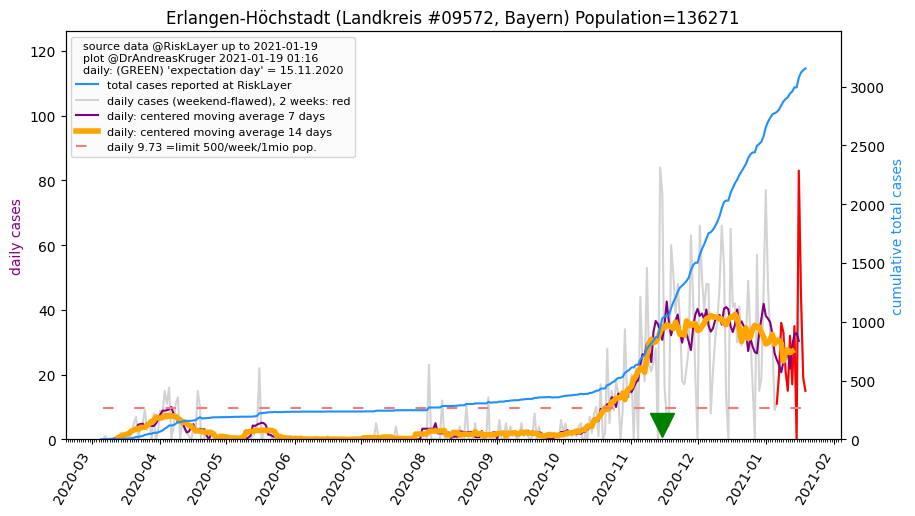 Erlangen-Höchstadt (Landkreis #09572, Bayern) Population=136271
source data @RiskLayer up to 2021-01-19
plot @DrAndreasKruger 2021-01-19 01:16
daily: (GREEN) 'expectation day' = 15.11.2020
total cases reported at RiskLayer
daily cases (weekend-flawed), 2 weeks: red
daily: centered moving average 7 days
daily: centered moving average 14 days
daily 9.73 =limit 500/week/1mio pop.
daily cases
120
100
80
60
40
20
0
cumulative total cases
3000
2500
2000
1500
1000
500
0
2020-03
2020-04
2020-05
2020-06
2020-07
2020-08
2020-09
2020-10
2020-11
2020-12
2021-01
2021-02